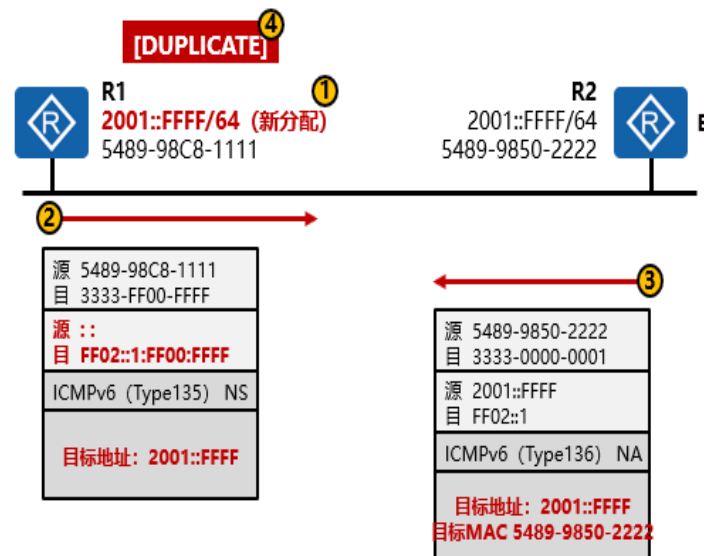 [DUPLICATE]
④
R1
①
2001::FFFF/64（新分配）
5489-98C8-1111
R2
2001::FFFF/64
5489-9850-2222
R
R
②
源 5489-98C8-1111
目 3333-FF00-FFFF
源 ::
目 FF02::1:FF00:FFFF
ICMPv6（Type135） NS
目标地址：2001::FFFF
③
源 5489-9850-2222
目 3333-0000-0001
源 2001::FFFF
目 FF02::1
ICMPv6（Type136） NA
目标地址：2001::FFFF
目标MAC 5489-9850-2222